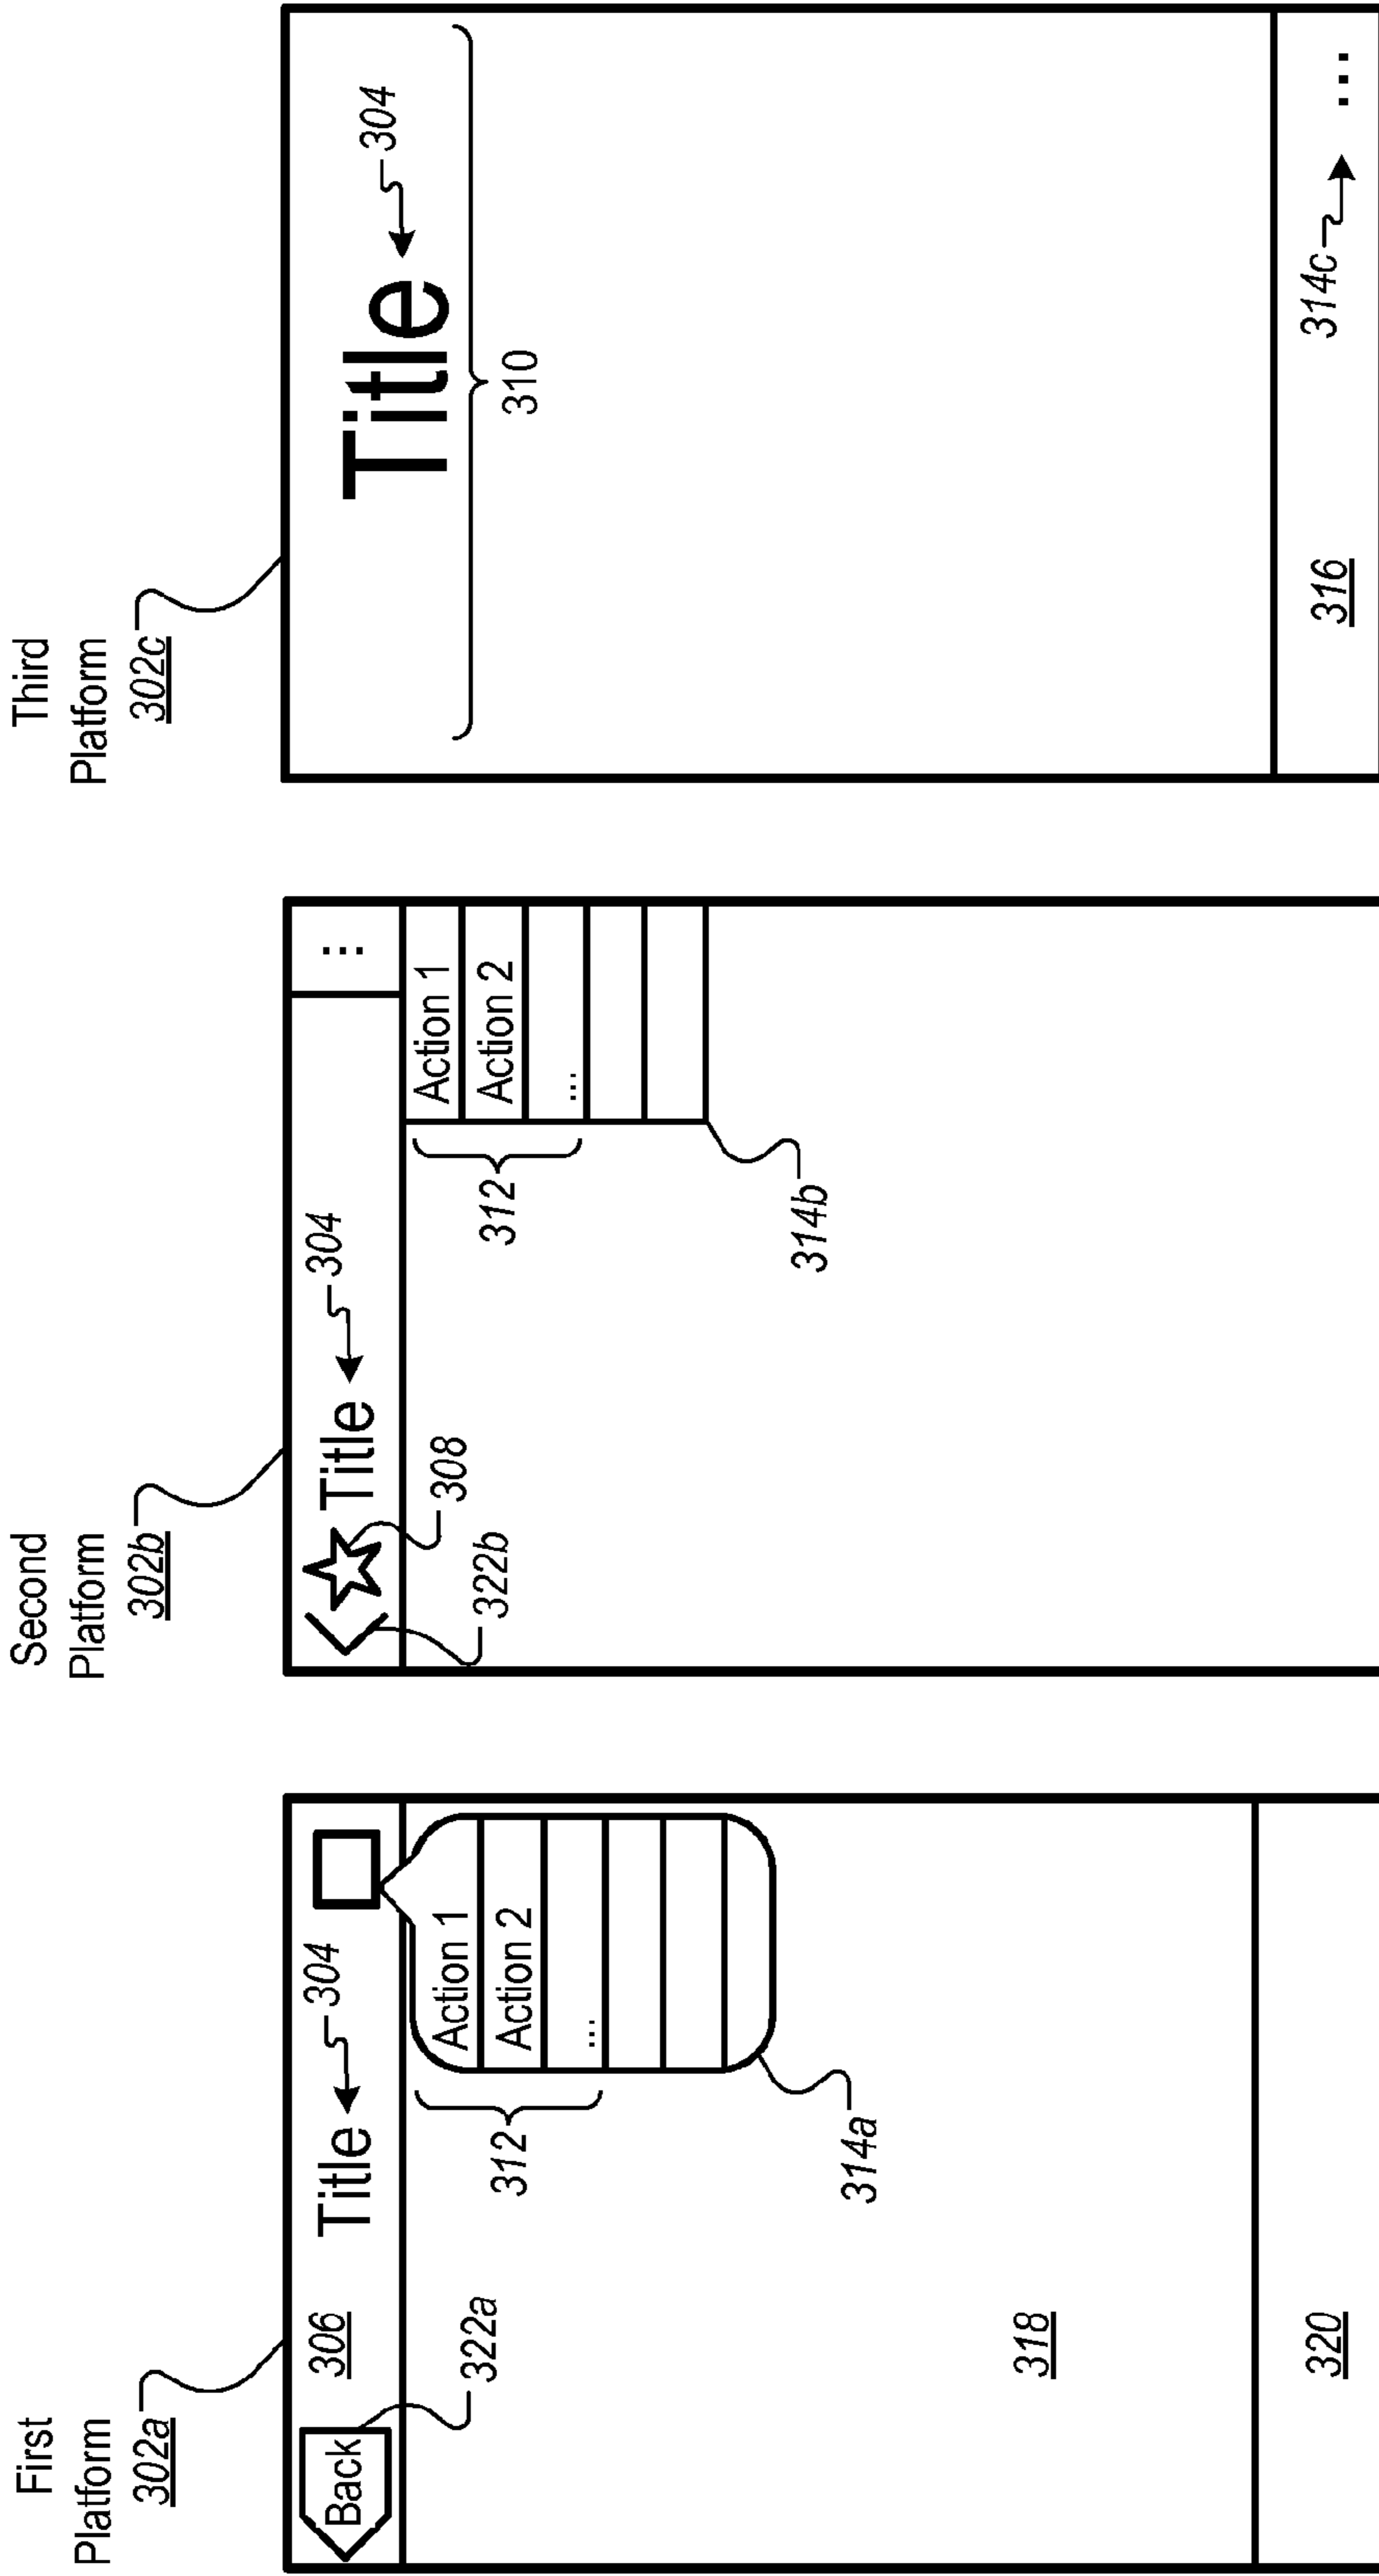 First
Platform
302a
Back
306
Title
304
322a
Action 1
Action 2
...
312
314a
318
320
Second
Platform
302b
Title
304
...
308
322b
Action 1
Action 2
...
312
314b
Third
Platform
302c
Title
304
310
316
314c
...